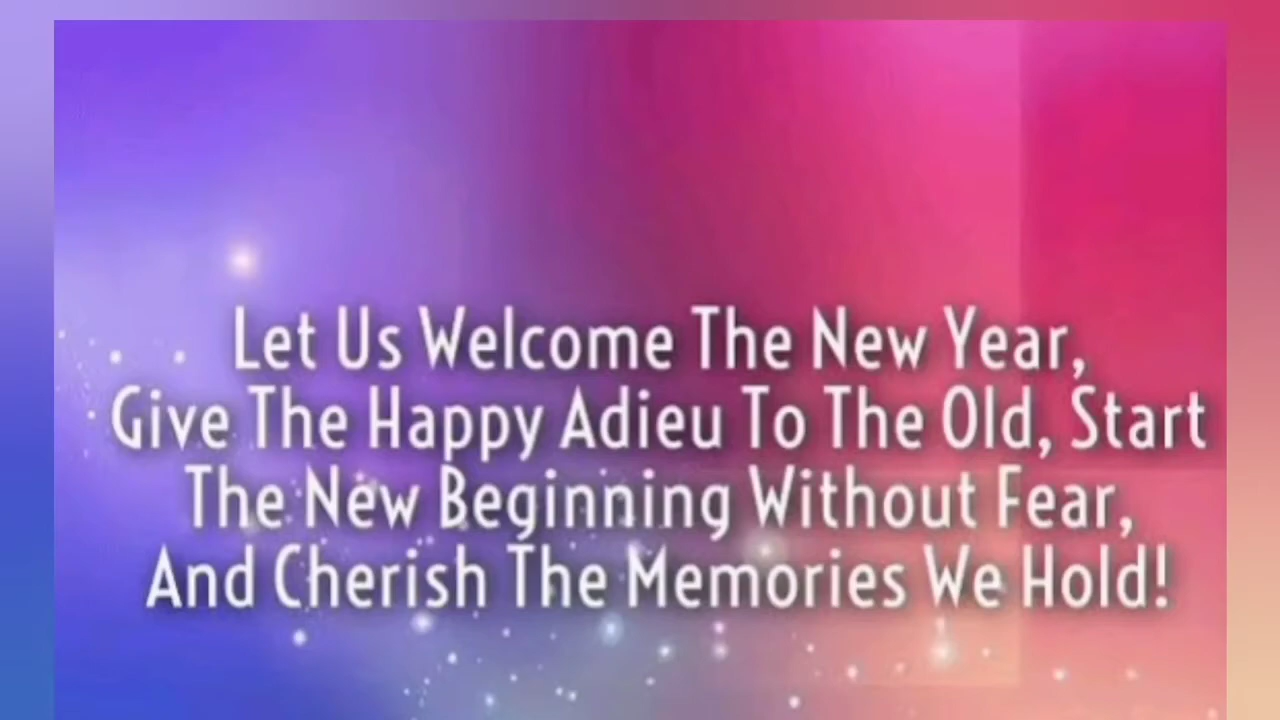 Let Us Welcome The New Year,
Give The Happy Adieu To The Old, Start
The New Beginning Without Fear,
And Cherish The Memories We Hold!